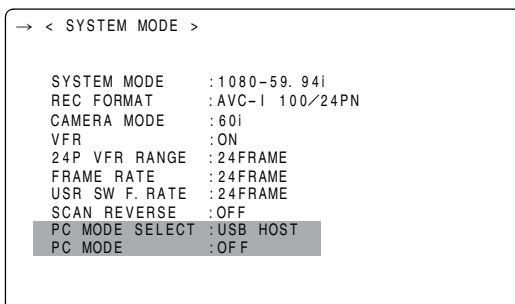 → < SYSTEM MODE >
SYSTEM MODE :1080-59.94i
REC FORMAT :AVC-I 100/24PN
CAMERA MODE :60i
VFR :ON
24P VFR RANGE :24FRAME
FRAME RATE :24FRAME
USR SW F.RATE :24FRAME
SCAN REVERSE :OFF
PC MODE SELECT :USB HOST
PC MODE :OFF